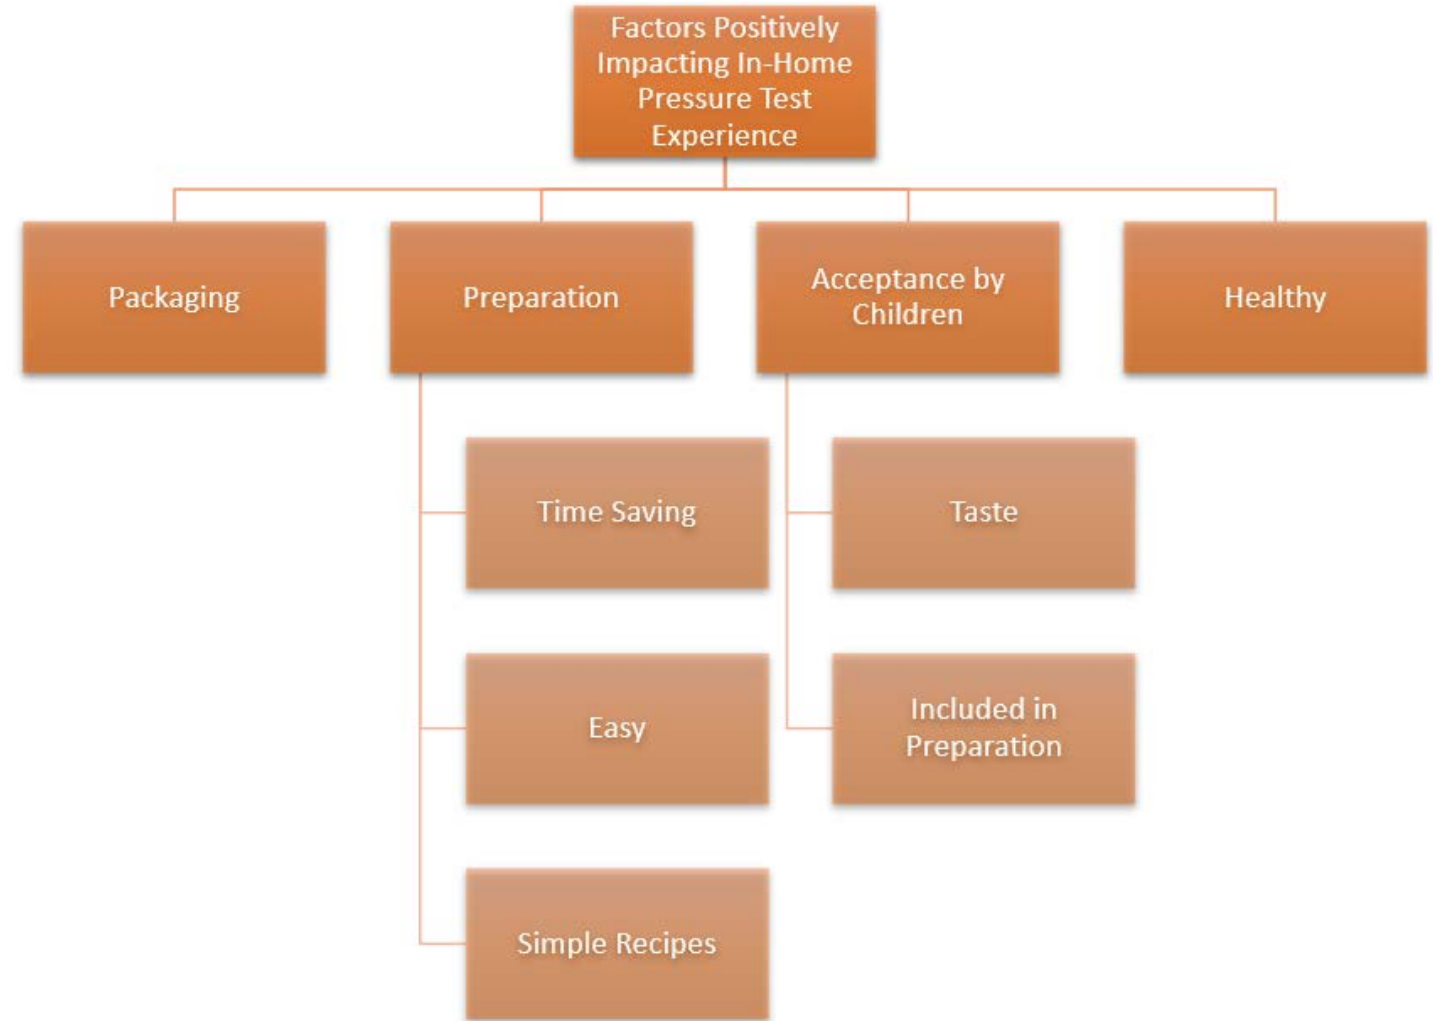 Factors Positively
Impacting In-Home
Pressure Test
Experience
Packaging
Preparation
Acceptance by
Children
Healthy
Time Saving
Taste
Easy
Included in
Preparation
Simple Recipes